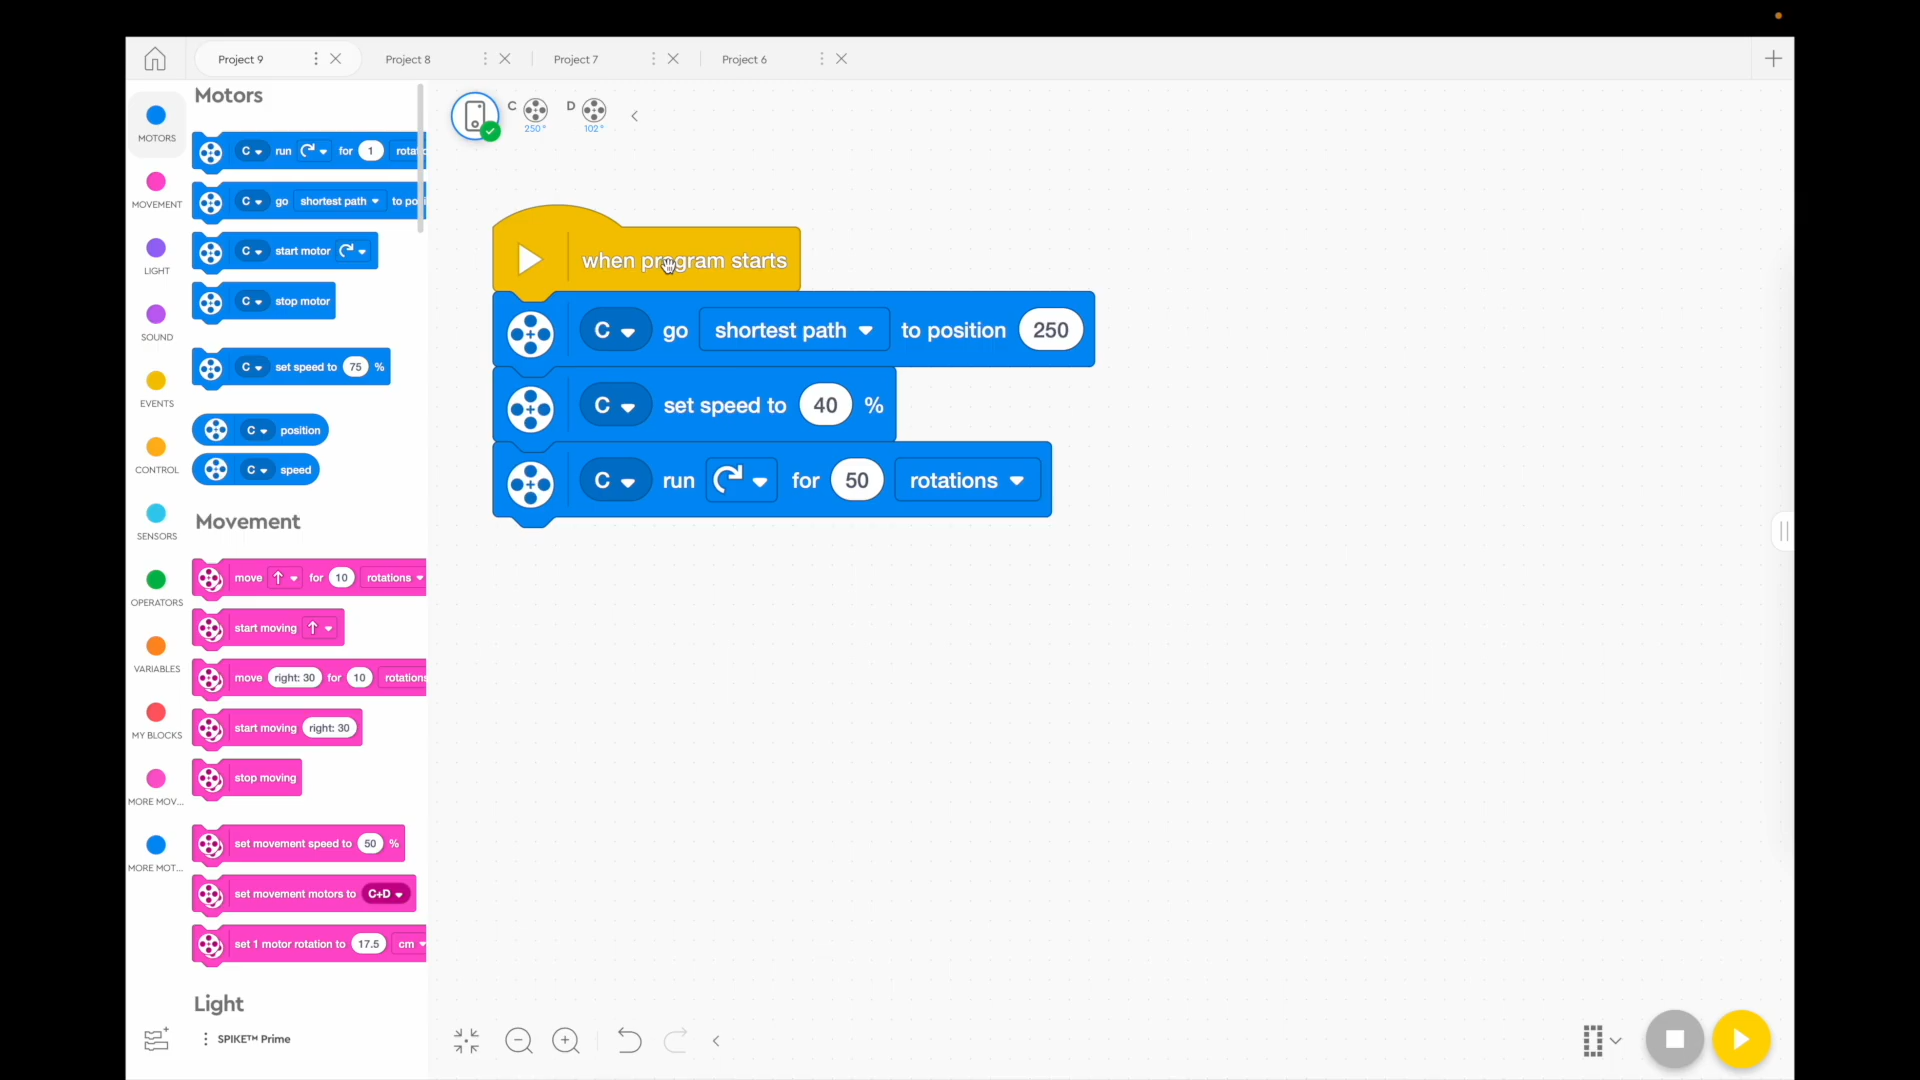 Project 9
Project 8
Project 7
Project 6
MOTORS
MOVEMENT
LIGHT
SOUND
EVENTS
CONTROL
SENSORS
OPERATORS
VARIABLES
MY BLOCKS
MORE MOV...
MORE MOT...
Motors
C run for 1 rotat
C go shortest path to posi
C start motor
C stop motor
C set speed to 75 %
C position
C speed
Movement
move for 10 rotations
start moving
move right: 30 for 10 rotations
start moving right: 30
stop moving
set movement speed to 50 %
set movement motors to C+D
set 1 motor rotation to 17.5 cm
Light
SPIKE™ Prime
C 250°
D 102°
when program starts
C go shortest path to position 250
C set speed to 40 %
C run for 50 rotations